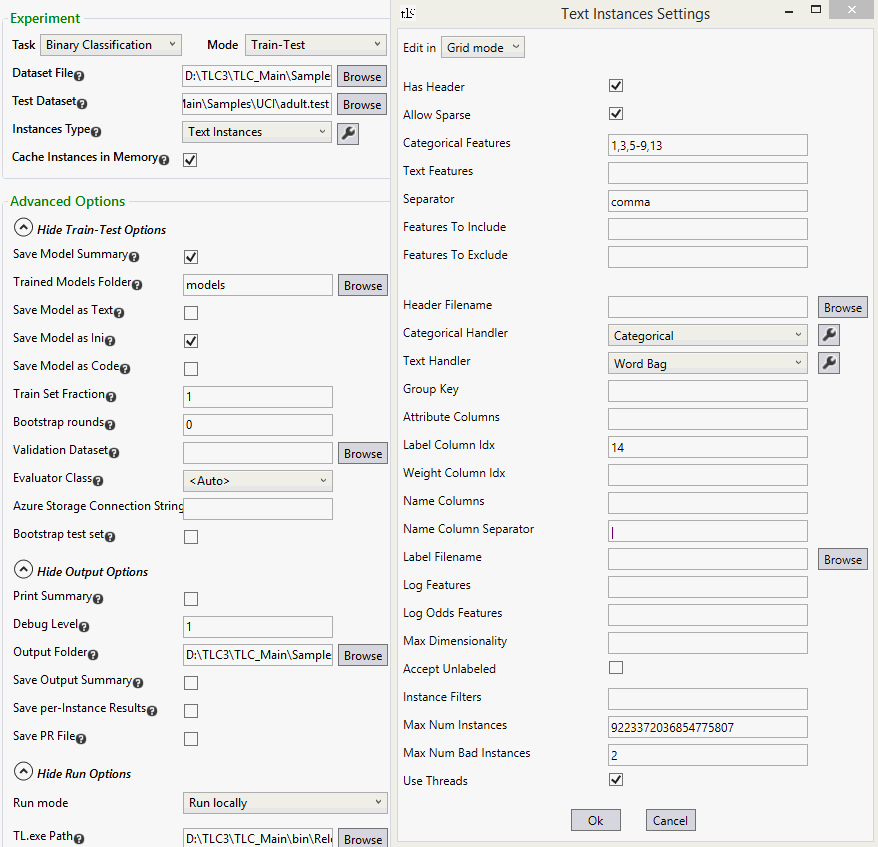 Experiment
Task Binary Classification Mode Train-Test
Dataset File D:\TLC3\TLC_Main\Sample Browse
Test Dataset Main\Samples\UCI\adult.test Browse
Instances Type Text Instances
Cache Instances in Memory
Advanced Options
Hide Train-Test Options
Save Model Summary
Trained Models Folder models Browse
Save Model as Text
Save Model as Ini
Save Model as Code
Train Set Fraction 1
Bootstrap rounds 0
Validation Dataset Browse
Evaluator Class <Auto>
Azure Storage Connection String
Bootstrap test set
Hide Output Options
Print Summary
Debug Level 1
Output Folder D:\TLC3\TLC_Main\Sample Browse
Save Output Summary
Save per-Instance Results
Save PR File
Hide Run Options
Run mode Run locally
TL.exe Path D:\TLC3\TLC_Main\bin\Rele Browse
Text Instances Settings
Edit in Grid mode
Has Header
Allow Sparse
Categorical Features 1,3,5-9,13
Text Features
Separator comma
Features To Include
Features To Exclude
Header Filename Browse
Categorical Handler Categorical
Text Handler Word Bag
Group Key
Attribute Columns
Label Column Idx 14
Weight Column Idx
Name Columns
Name Column Separator |
Label Filename Browse
Log Features
Log Odds Features
Max Dimensionality
Accept Unlabeled
Instance Filters
Max Num Instances 9223372036854775807
Max Num Bad Instances 2
Use Threads
Ok Cancel